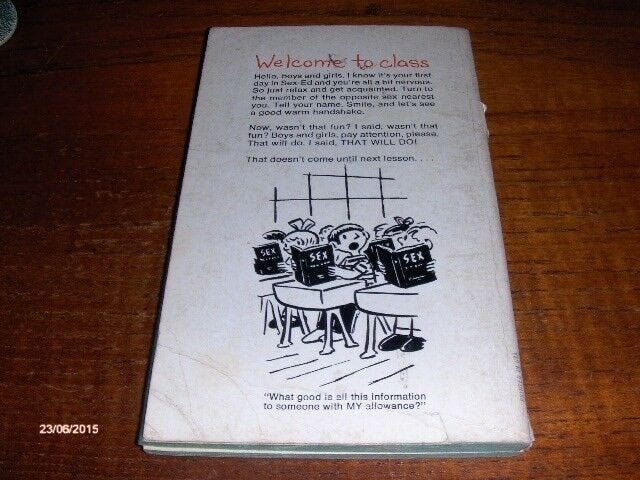 Welcome to class
Hello, boys and girls. I know it's your first
day in Sex-Ed and you're all a bit nervous.
So just relax and get acquainted. Turn to
the member of the opposite sex nearest
you. Tell your name. Smile, and let's see
a good warm handshake.
Now, wasn't that fun? I said, wasn't that
fun? Boys and girls, pay attention, please.
That will do. I said, THAT WILL DO!
That doesn't come until next lesson. . . .
SEX
SEX
SEX
"What good is all this information
to someone with MY allowance?"
23/06/2015